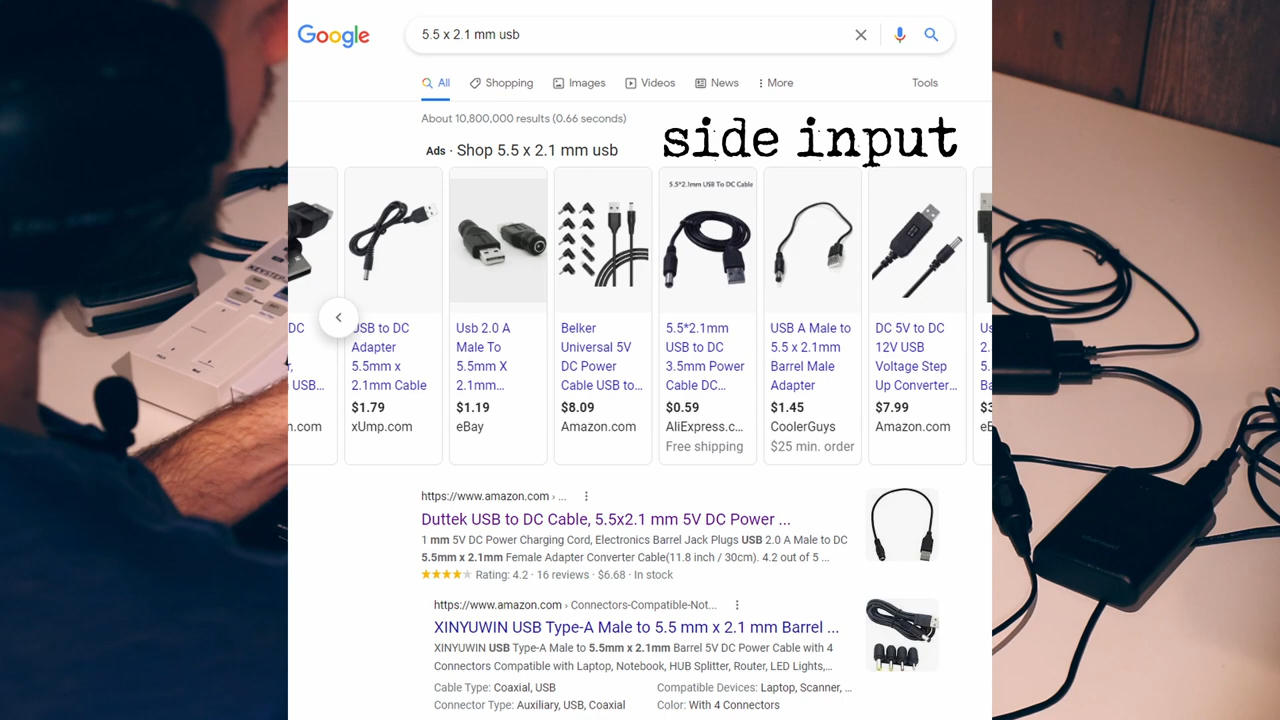 Google
5.5 x 2.1 mm usb
All
Shopping
Images
Videos
News
More
Tools
About 10,800,000 results (0.66 seconds)
side input
Ads · Shop 5.5 x 2.1 mm usb
5.5*2.1mm USB To DC Cable
KEYSTEP
DC
USB...
n.com
USB to DC
Adapter
5.5mm x
2.1mm Cable
$1.79
xUmp.com
Usb 2.0 A
Male To
5.5mm X
2.1mm...
$1.19
eBay
Belker
Universal 5V
DC Power
Cable USB to...
$8.09
Amazon.com
5.5*2.1mm
USB to DC
3.5mm Power
Cable DC...
$0.59
AliExpress.c...
Free shipping
USB A Male to
5.5 x 2.1mm
Barrel Male
Adapter
$1.45
CoolerGuys
$25 min. order
DC 5V to DC
12V USB
Voltage Step
Up Converter...
$7.99
Amazon.com
https://www.amazon.com › ...
Duttek USB to DC Cable, 5.5x2.1 mm 5V DC Power ...
1 mm 5V DC Power Charging Cord, Electronics Barrel Jack Plugs USB 2.0 A Male to DC
5.5mm x 2.1mm Female Adapter Converter Cable(11.8 inch / 30cm). 4.2 out of 5 ...
Rating: 4.2 · 16 reviews · $6.68 · In stock
https://www.amazon.com › Connectors-Compatible-Not...
XINYUWIN USB Type-A Male to 5.5 mm x 2.1 mm Barrel ...
XINYUWIN USB Type-A Male to 5.5mm x 2.1mm Barrel 5V DC Power Cable with 4
Connectors Compatible with Laptop, Notebook, HUB Splitter, Router, LED Lights,...
Cable Type: Coaxial, USB
Compatible Devices: Laptop, Scanner, ...
Connector Type: Auxiliary, USB, Coaxial
Color: With 4 Connectors